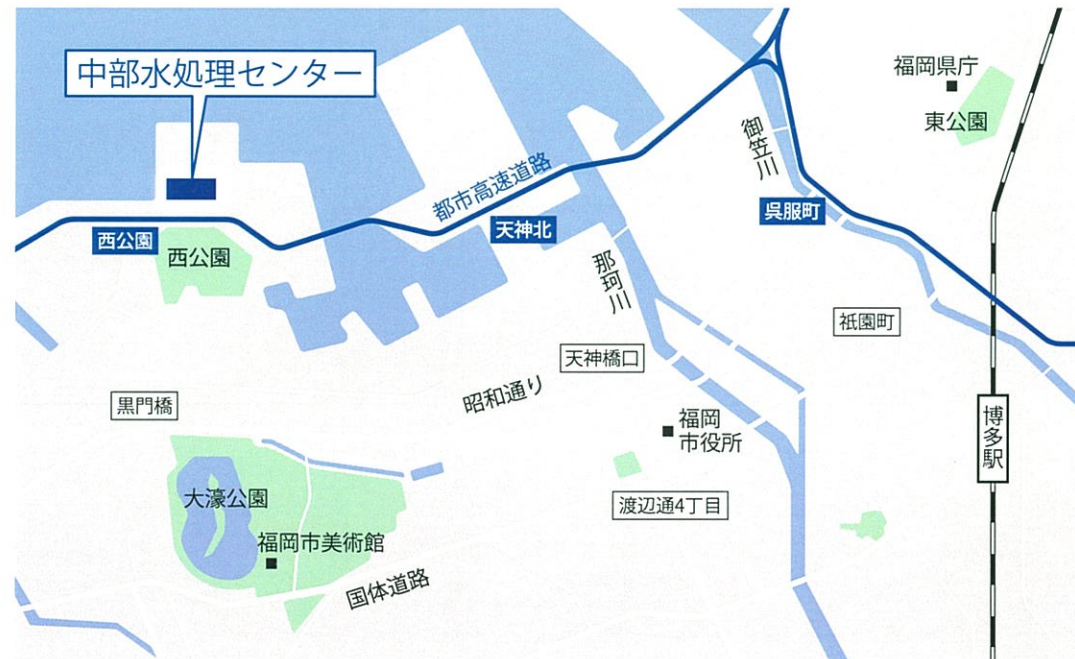 中部水処理センター
福岡県庁
東公園
御笠川
都市高速道路
呉服町
天神北
西公園
西公園
那珂川
祇園町
天神橋口
昭和通り
黒門橋
福岡
市役所
博多駅
大濠公園
渡辺通4丁目
福岡市美術館
国体道路